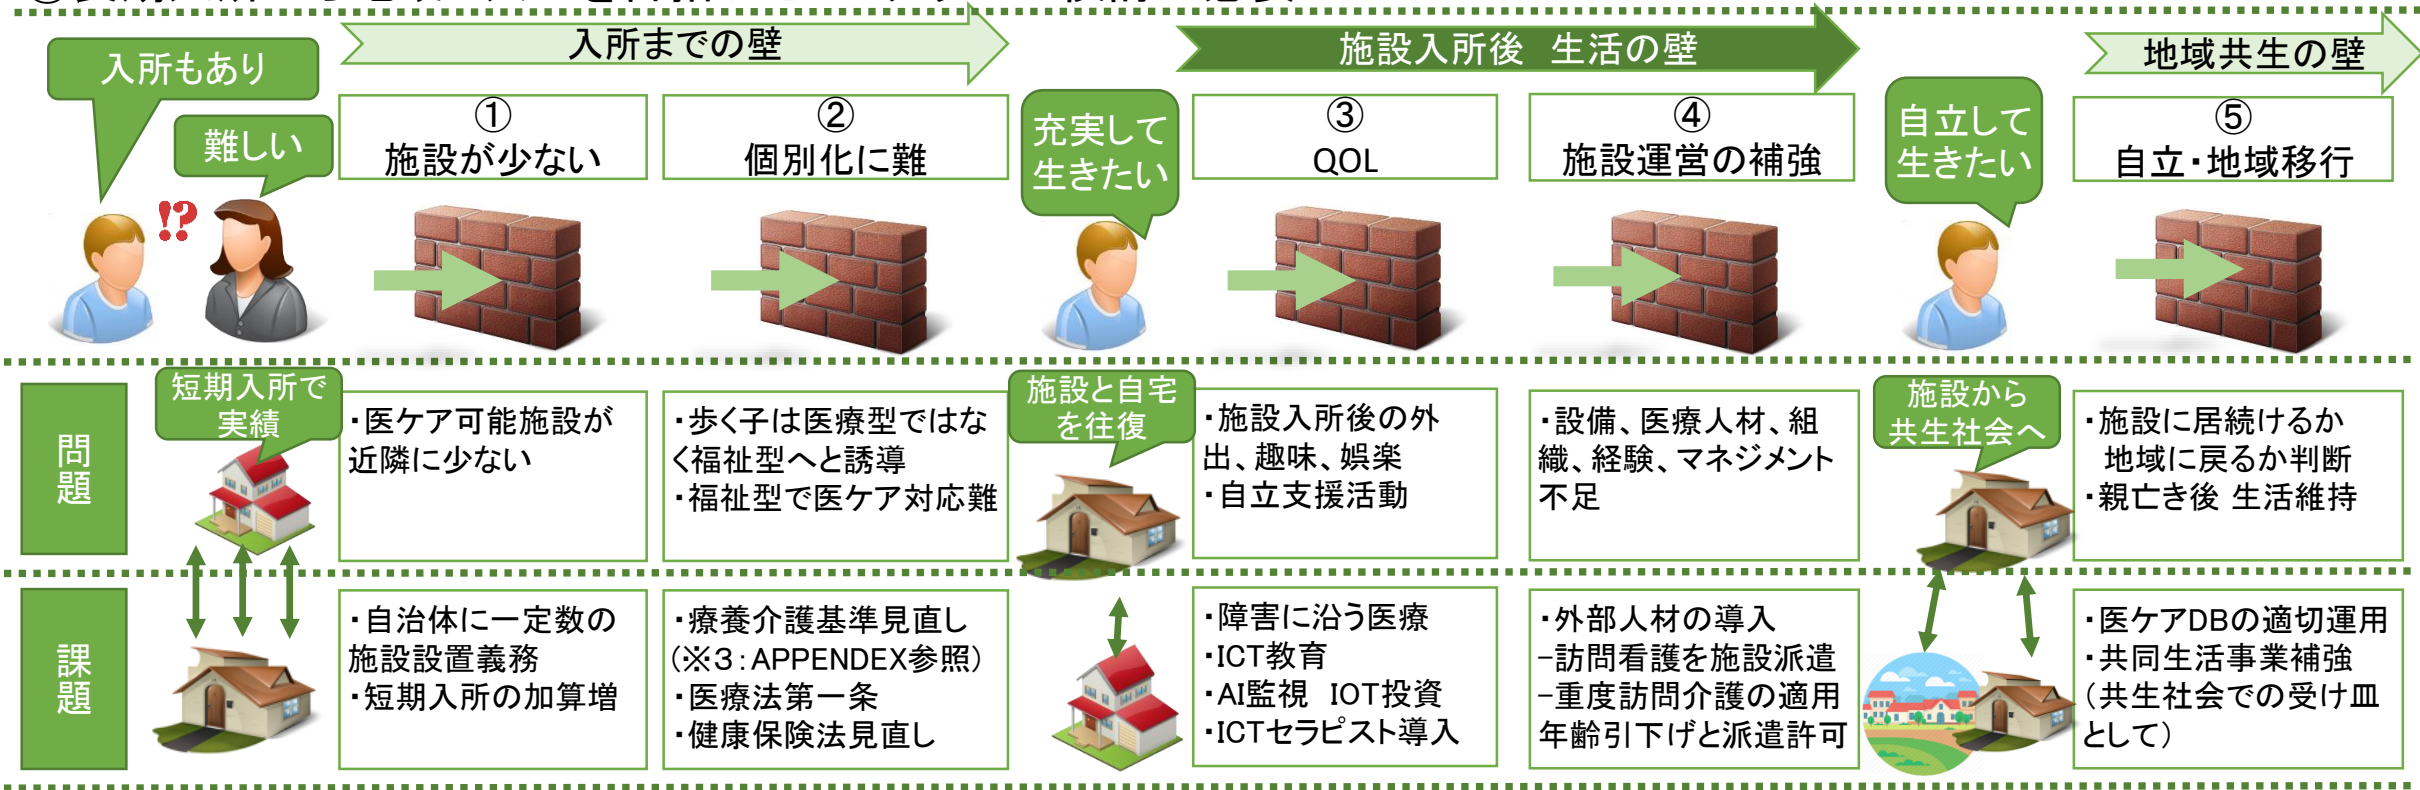 入所までの壁
施設入所後 生活の壁
地域共生の壁
入所もあり
難しい
!?
①
施設が少ない
②
個別化に難
充実して
生きたい
③
QOL
④
施設運営の補強
自立して
生きたい
⑤
自立・地域移行
問題
短期入所で
実績
・医ケア可能施設が
近隣に少ない
・歩く子は医療型ではな
く福祉型へと誘導
・福祉型で医ケア対応難
施設と自宅
を往復
・施設入所後の外
出、趣味、娯楽
・自立支援活動
・設備、医療人材、組
織、経験、マネジメント
不足
施設から
共生社会へ
・施設に居続けるか
地域に戻るか判断
・親亡き後 生活維持
課題
・自治体に一定数の
施設設置義務
・短期入所の加算増
・療養介護基準見直し
(※3:APPENDEX参照)
・医療法第一条
・健康保険法見直し
・障害に沿う医療
・ICT教育
・AI監視 IOT投資
・ICTセラピスト導入
・外部人材の導入
-訪問看護を施設派遣
-重度訪問介護の適用
年齢引下げと派遣許可
・医ケアDBの適切運用
・共同生活事業補強
(共生社会での受け皿
として)